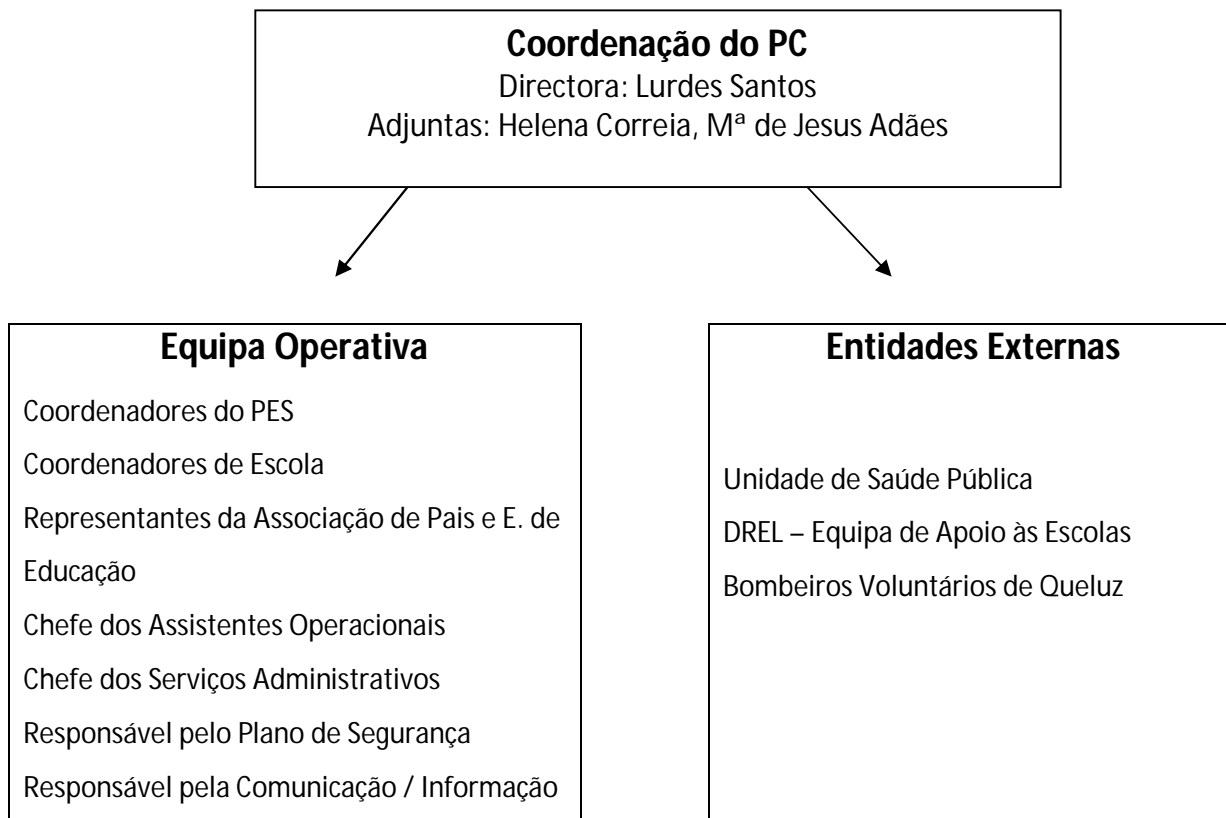 Coordenação do PC
Directora: Lurdes Santos
Adjuntas: Helena Correia, Mª de Jesus Adães
Equipa Operativa
Coordenadores do PES
Coordenadores de Escola
Representantes da Associação de Pais e E. de
Educação
Chefe dos Assistentes Operacionais
Chefe dos Serviços Administrativos
Responsável pelo Plano de Segurança
Responsável pela Comunicação / Informação
Entidades Externas
Unidade de Saúde Pública
DREL – Equipa de Apoio às Escolas
Bombeiros Voluntários de Queluz